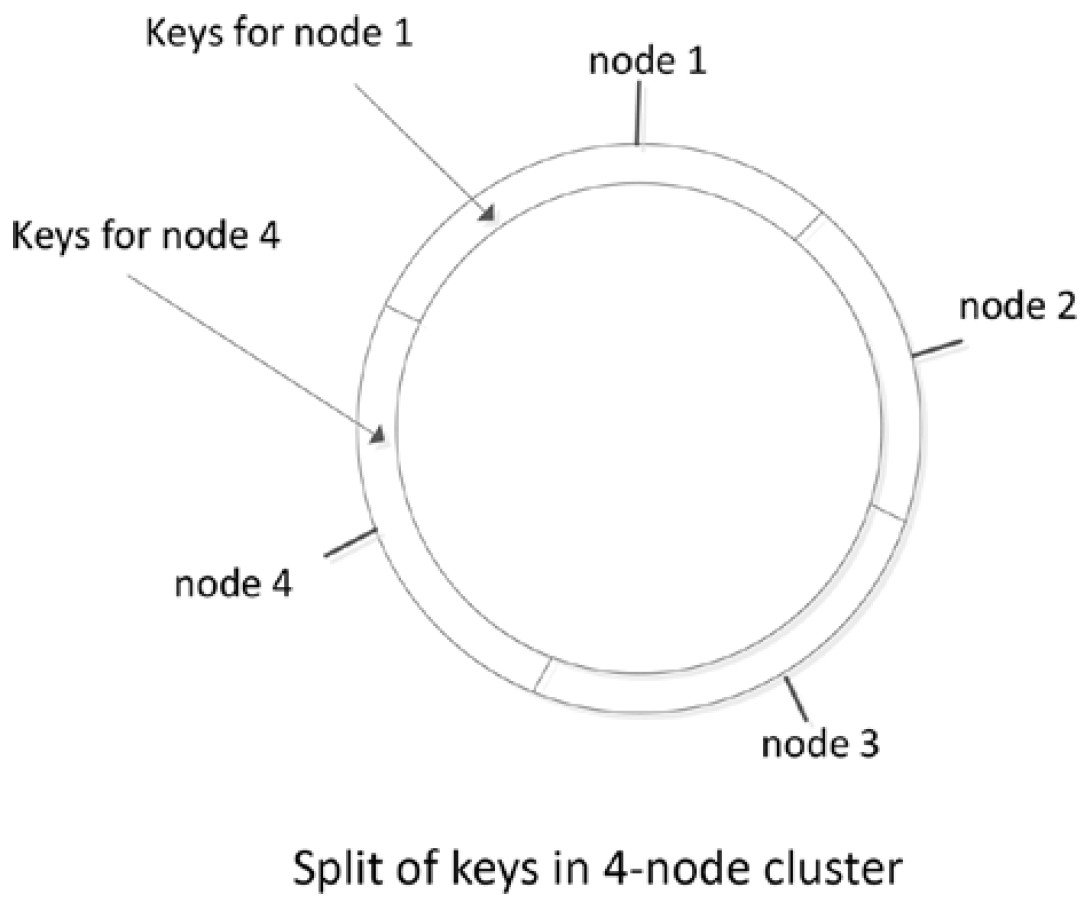 Keys for node 1
node 1
Keys for node 4
node 2
node 4
node 3
Split of keys in 4-node cluster